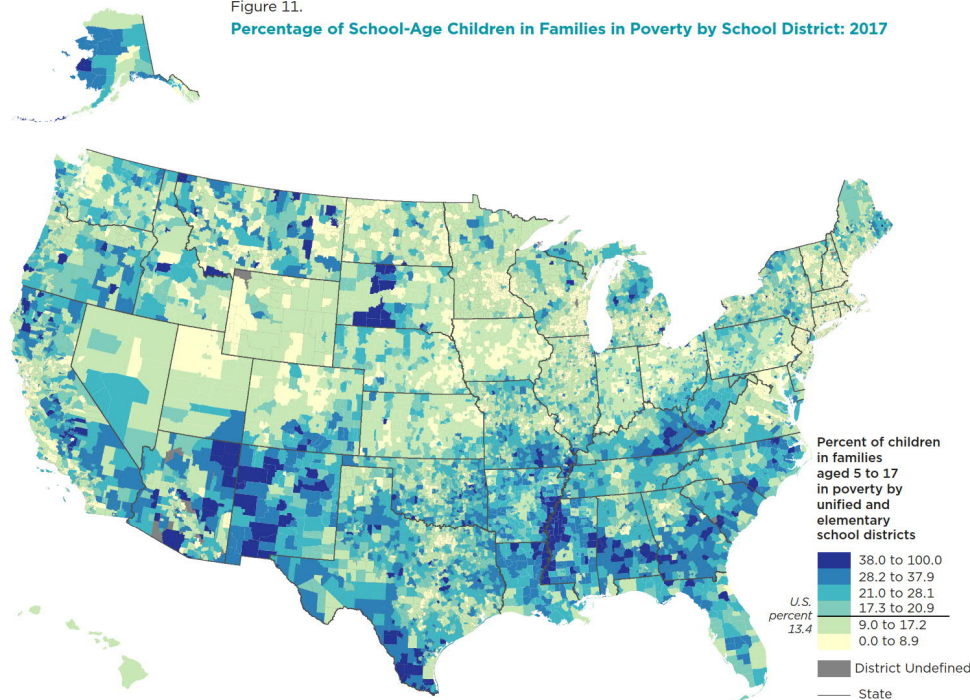 Figure 11.
Percentage of School-Age Children in Families in Poverty by School District: 2017
Percent of children
in families
aged 5 to 17
in poverty by
unified and
elementary
school districts
38.0 to 100.0
28.2 to 37.9
21.0 to 28.1
17.3 to 20.9
U.S.
percent
13.4
9.0 to 17.2
0.0 to 8.9
District Undefined
State